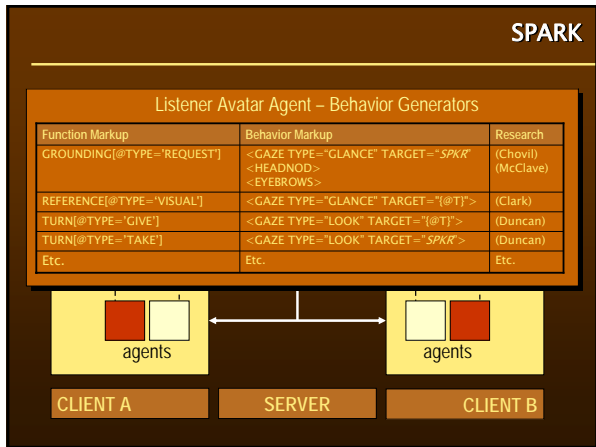 SPARK
Listener Avatar Agent – Behavior Generators
Function Markup Behavior Markup Research
GROUNDING[@TYPE='REQUEST'] <GAZE TYPE="GLANCE" TARGET="SPKR" (Chovil)
<HEADNOD> (McClave)
<EYEBROWS>
REFERENCE[@TYPE='VISUAL'] <GAZE TYPE="GLANCE" TARGET="{@T}"> (Clark)
TURN[@TYPE='GIVE'] <GAZE TYPE="LOOK" TARGET="{@T}"> (Duncan)
TURN[@TYPE='TAKE'] <GAZE TYPE="LOOK" TARGET="SPKR"> (Duncan)
Etc. Etc. Etc.
agents agents
CLIENT A SERVER CLIENT B